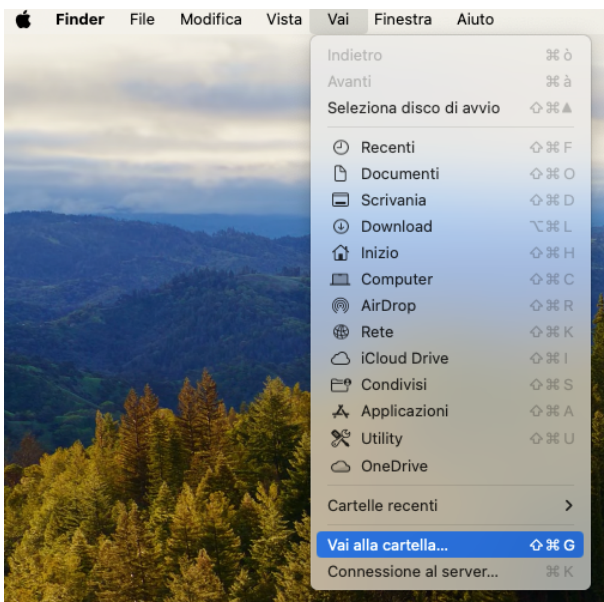 Finder File Modifica Vista Vai Finestra Aiuto
Indietro ⌘ ò
Avanti ⌘ à
Seleziona disco di avvio ⇧⌘▲
Recenti ⇧⌘F
Documenti ⇧⌘O
Scrivania ⇧⌘D
Download ⌥⌘L
Inizio ⇧⌘H
Computer ⇧⌘C
AirDrop ⇧⌘R
Rete ⇧⌘K
iCloud Drive ⇧⌘I
Condivisi ⇧⌘S
Applicazioni ⇧⌘A
Utility ⇧⌘U
OneDrive
Cartelle recenti >
Vai alla cartella... ⇧⌘G
Connessione al server... ⌘K